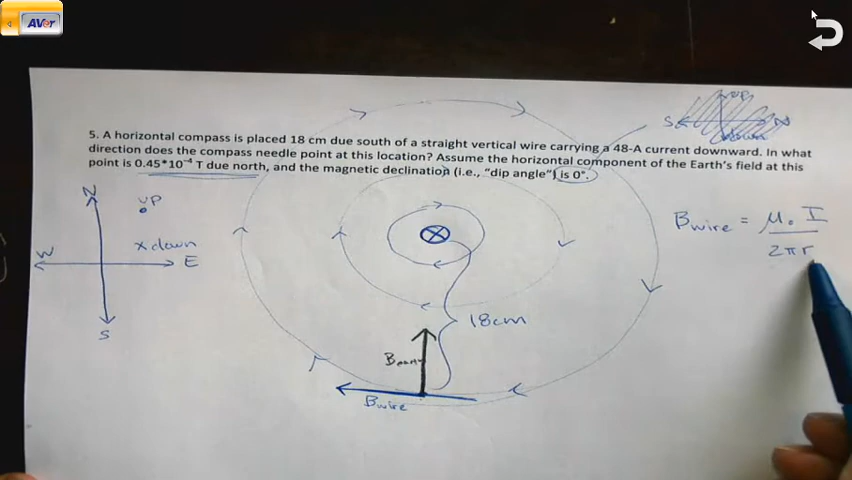 AVer
5. A horizontal compass is placed 18 cm due south of a straight vertical wire carrying a 48-A current downward. In what
direction does the compass needle point at this location? Assume the horizontal component of the Earth's field at this
point is 0.45*10⁻⁴ T due north, and the magnetic declination (i.e., "dip angle") is 0°.
S
N
UP
x down
W
E
S
18cm
Bwire
Bwire = μ₀ I
2πr